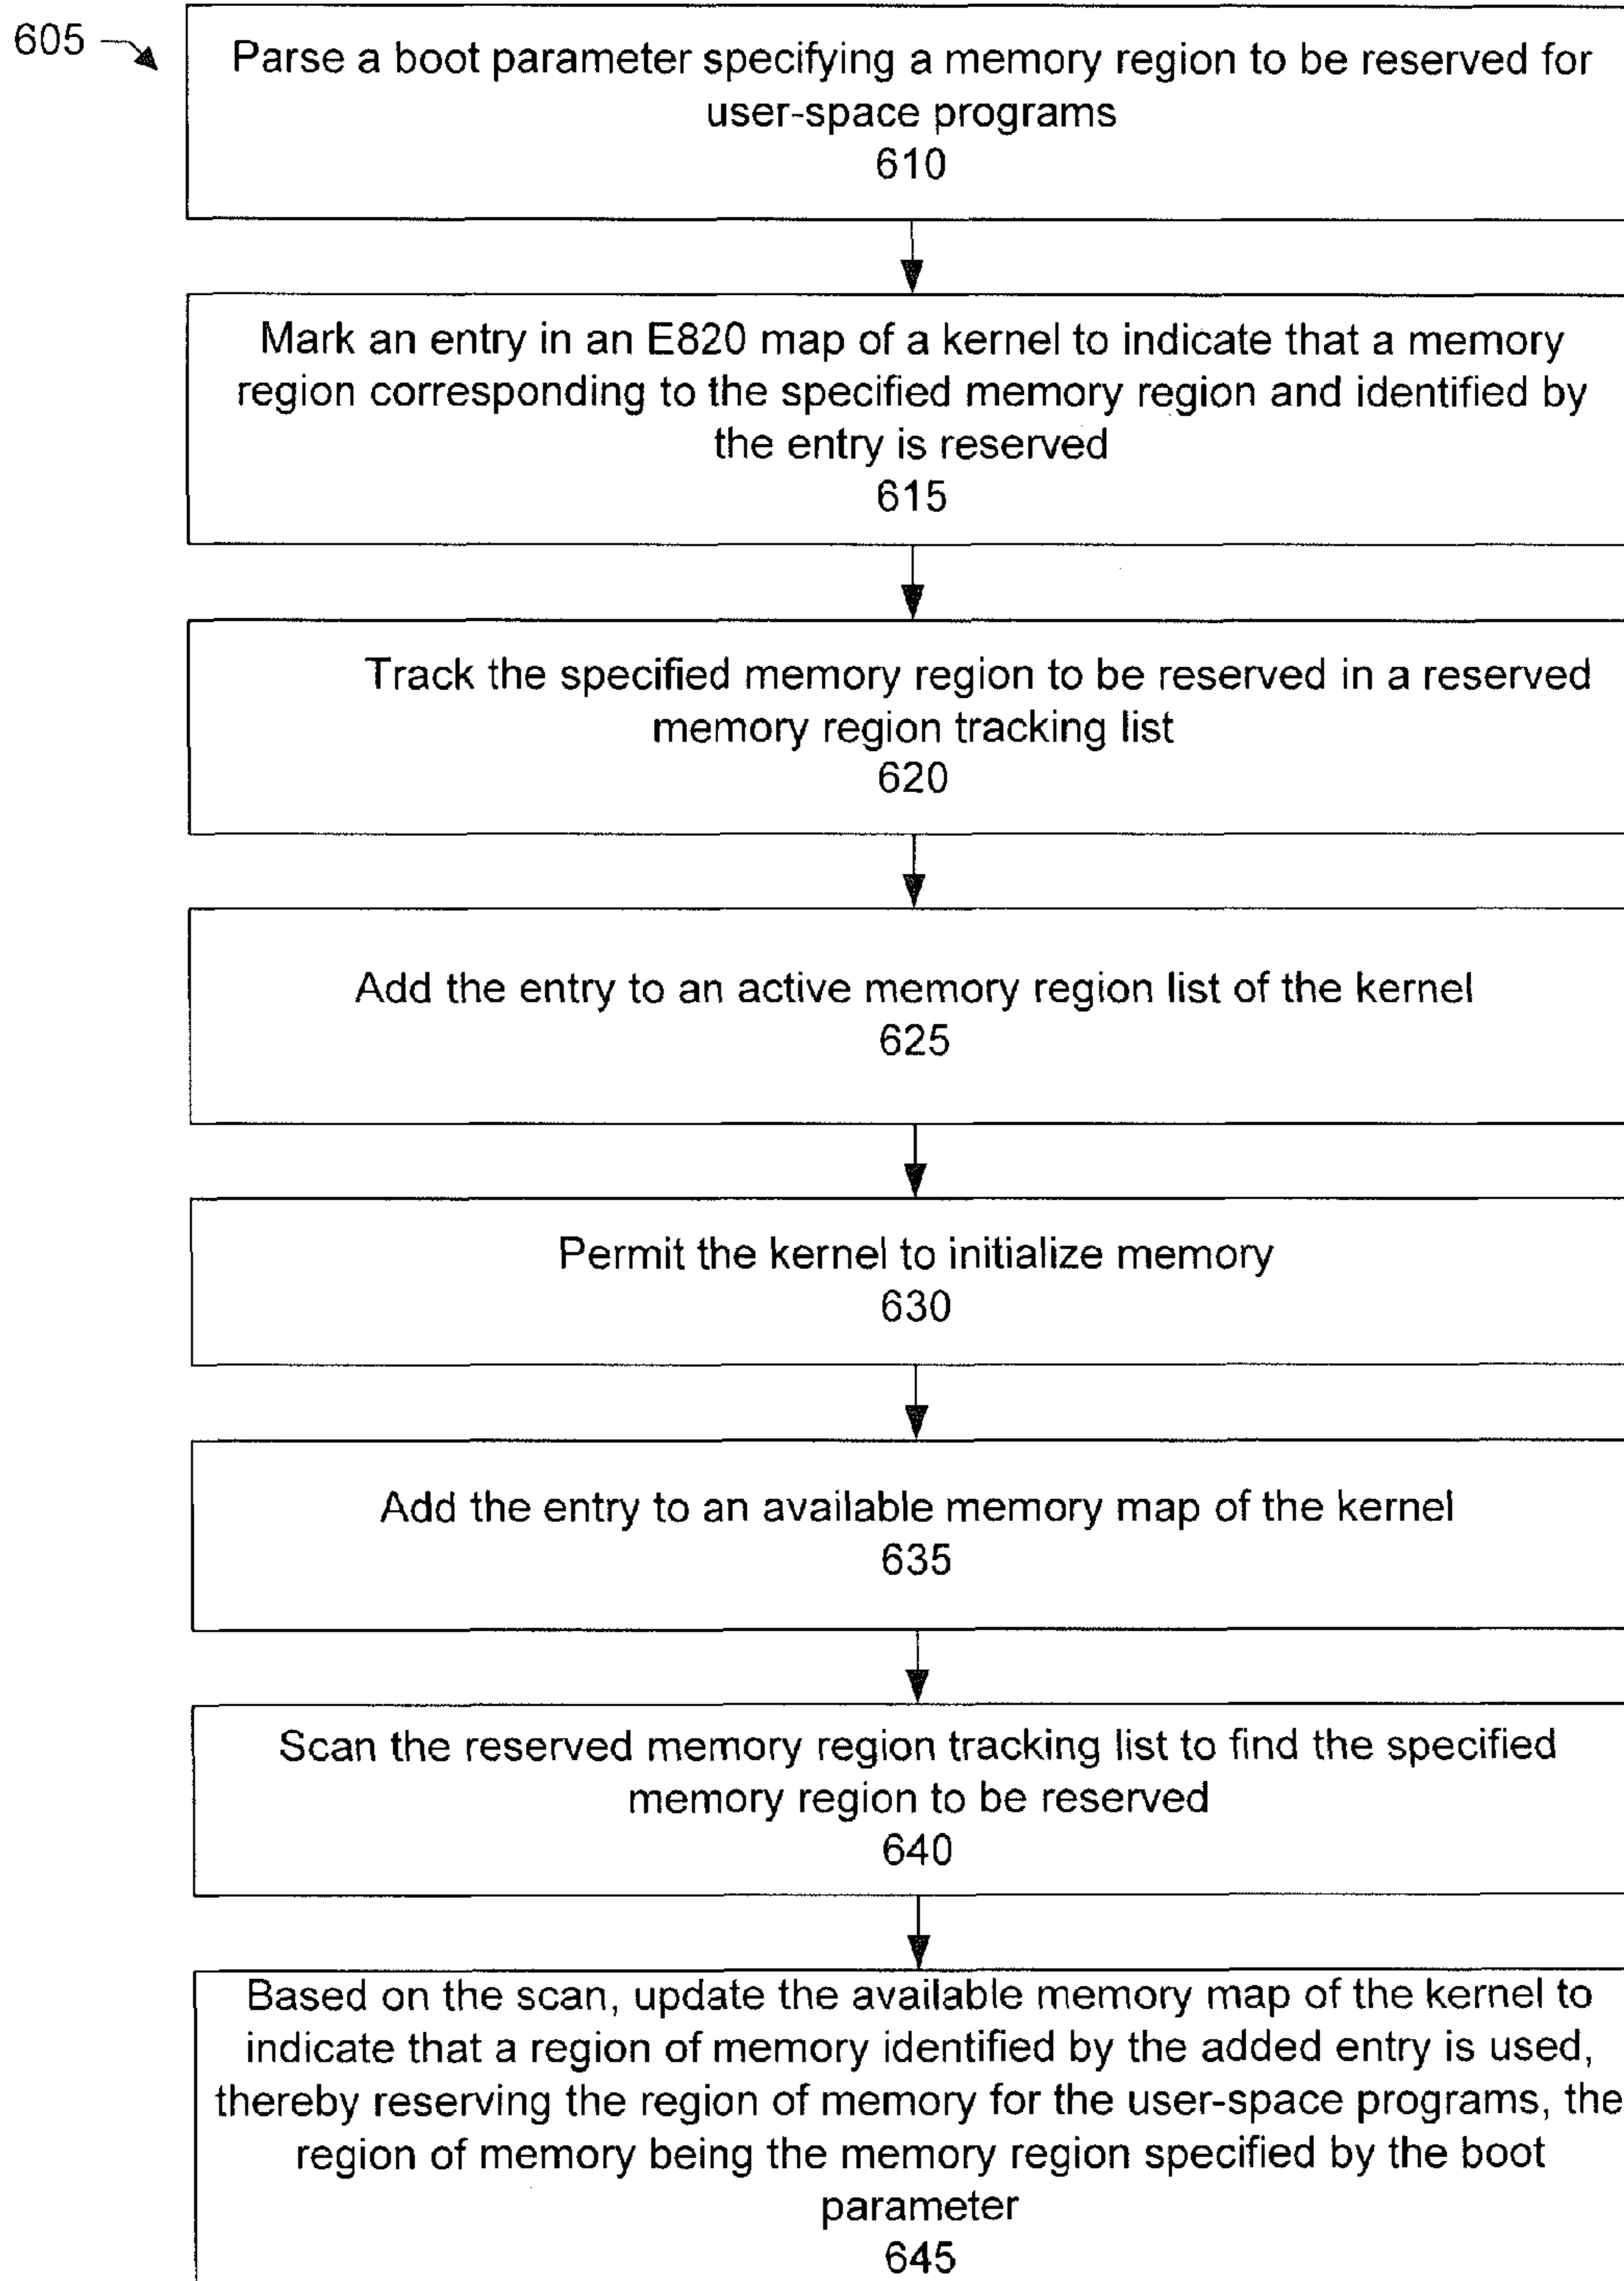 605
Parse a boot parameter specifying a memory region to be reserved for
user-space programs
610
Mark an entry in an E820 map of a kernel to indicate that a memory
region corresponding to the specified memory region and identified by
the entry is reserved
615
Track the specified memory region to be reserved in a reserved
memory region tracking list
620
Add the entry to an active memory region list of the kernel
625
Permit the kernel to initialize memory
630
Add the entry to an available memory map of the kernel
635
Scan the reserved memory region tracking list to find the specified
memory region to be reserved
640
Based on the scan, update the available memory map of the kernel to
indicate that a region of memory identified by the added entry is used,
thereby reserving the region of memory for the user-space programs, the
region of memory being the memory region specified by the boot
parameter
645